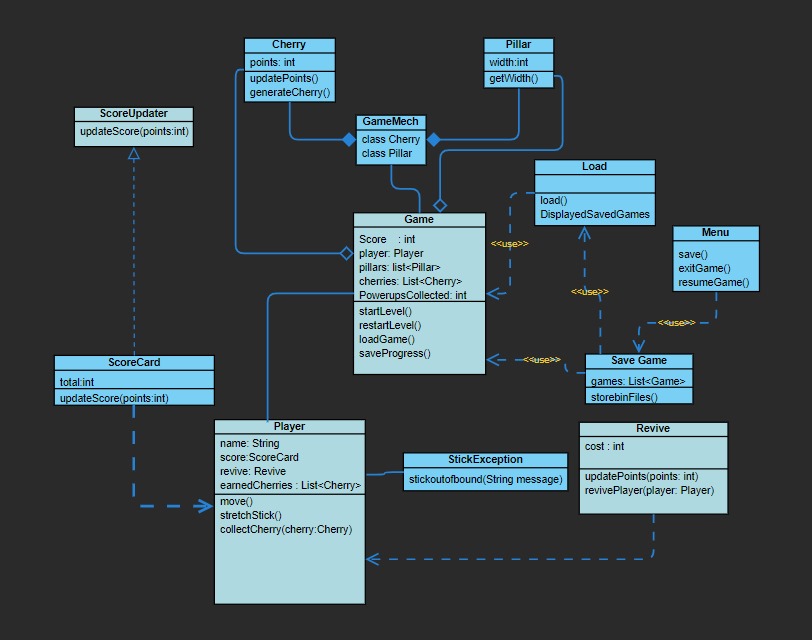 Cherry
points: int
updatePoints()
generateCherry()
Pillar
width:int
getWidth()
ScoreUpdater
updateScore(points:int)
GameMech
class Cherry
class Pillar
Load
load()
DisplayedSavedGames
Game
Score : int
player: Player
pillars: list<Pillar>
cherries: List<Cherry>
PowerupsCollected: int
startLevel()
restartLevel()
loadGame()
saveProgress()
<<use>>
Menu
save()
exitGame()
resumeGame()
<<use>>
<<use>>
<<use>>
ScoreCard
total:int
updateScore(points:int)
Save Game
games: List<Game>
storebinFiles()
Player
name: String
score:ScoreCard
revive: Revive
earnedCherries : List<Cherry>
move()
stretchStick()
collectCherry(cherry:Cherry)
StickException
stickoutofbound(String message)
Revive
cost : int
updatePoints(points: int)
revivePlayer(player: Player)